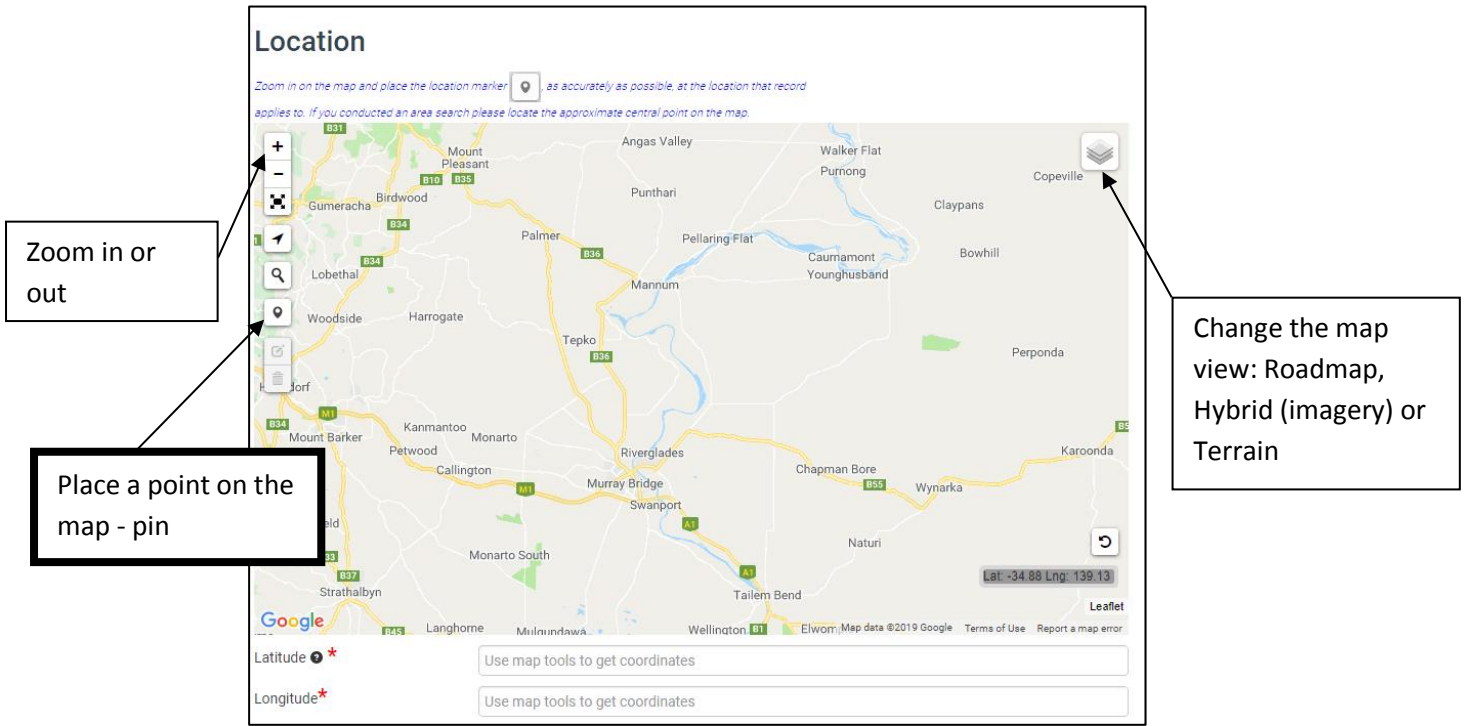 Location
Zoom in on the map and place the location marker , as accurately as possible, at the location that record
applies to. If you conducted an area search please locate the approximate central point on the map.
B31
+
−
Mount
Pleasant
B10 B35
Angas Valley
Walker Flat
Purnong
Copeville
Punthari
Gumeracha
Birdwood
Claypans
B34
Palmer
Pellaring Flat
B36
Bowhill
Caurnamont
Younghusband
Zoom in or
out
B34
Lobethal
Mannum
Woodside
Harrogate
Tepko
B36
Perponda
Change the map
view: Roadmap,
Hybrid (imagery) or
Terrain
dorf
M1
B34
Mount Barker
Kanmantoo
Monarto
Petwood
Callington
Riverglades
Karoonda
Chapman Bore
B55
Wynarka
M1
Murray Bridge
Swanport
A1
Place a point on the
map - pin
eld
Naturi
Monarto South
33
B37
Strathalbyn
A1
Tailem Bend
Lat: -34.88 Lng: 139.13
Leaflet
Google
B45
Langhorne
Mulgundawa
Wellington B1
Elwomp
Map data ©2019 Google Terms of Use Report a map error
Latitude ? * Use map tools to get coordinates
Longitude* Use map tools to get coordinates